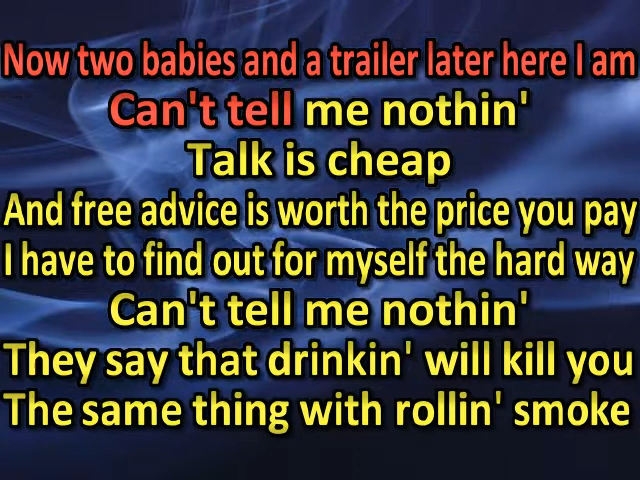 Now two babies and a trailer later here I am
Can't tell me nothin'
Talk is cheap
And free advice is worth the price you pay
I have to find out for myself the hard way
Can't tell me nothin'
They say that drinkin' will kill you
The same thing with rollin' smoke